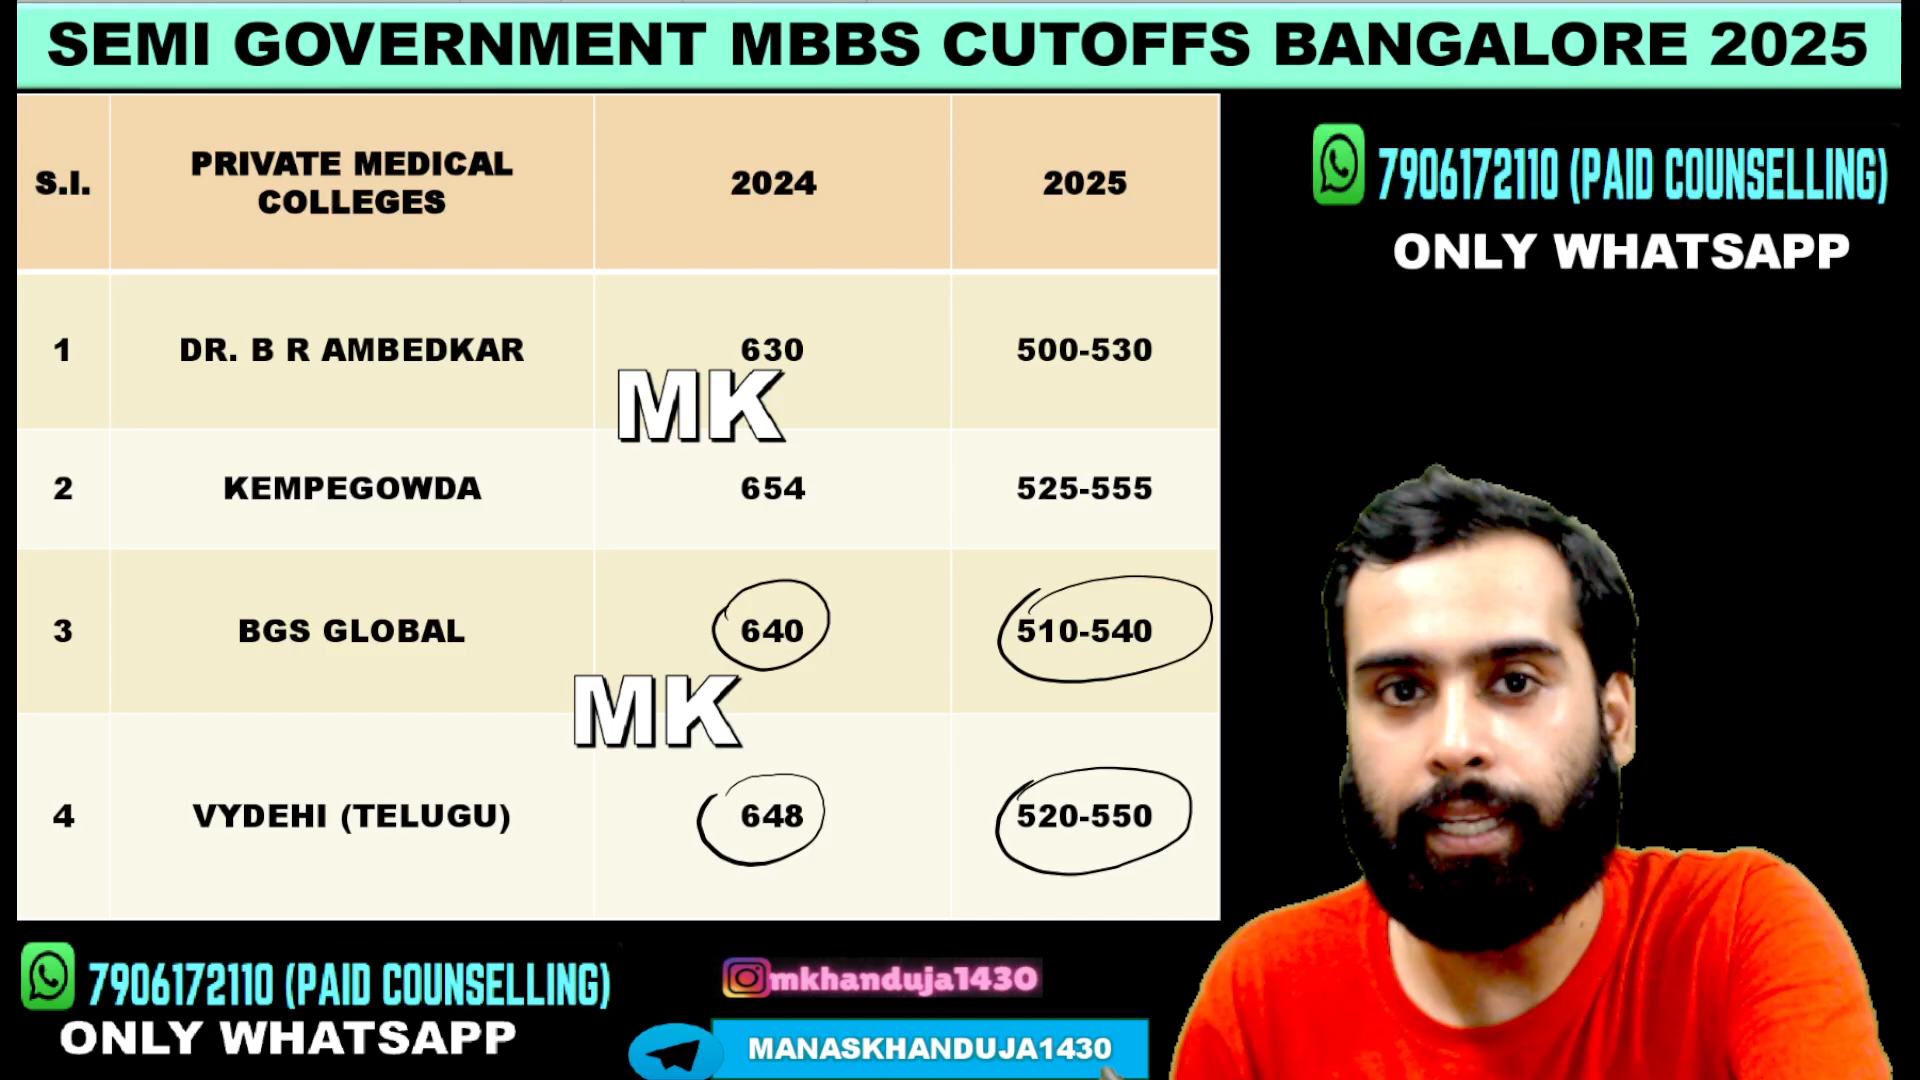 SEMI GOVERNMENT MBBS CUTOFFS BANGALORE 2025
S.I.
PRIVATE MEDICAL
COLLEGES
2024
2025
1
DR. B R AMBEDKAR
630
500-530
MK
2
KEMPEGOWDA
654
525-555
3
BGS GLOBAL
640
510-540
MK
4
VYDEHI (TELUGU)
648
520-550
7906172110 (PAID COUNSELLING)
ONLY WHATSAPP
7906172110 (PAID COUNSELLING)
ONLY WHATSAPP
mkhanduja1430
MANASKHANDUJA1430